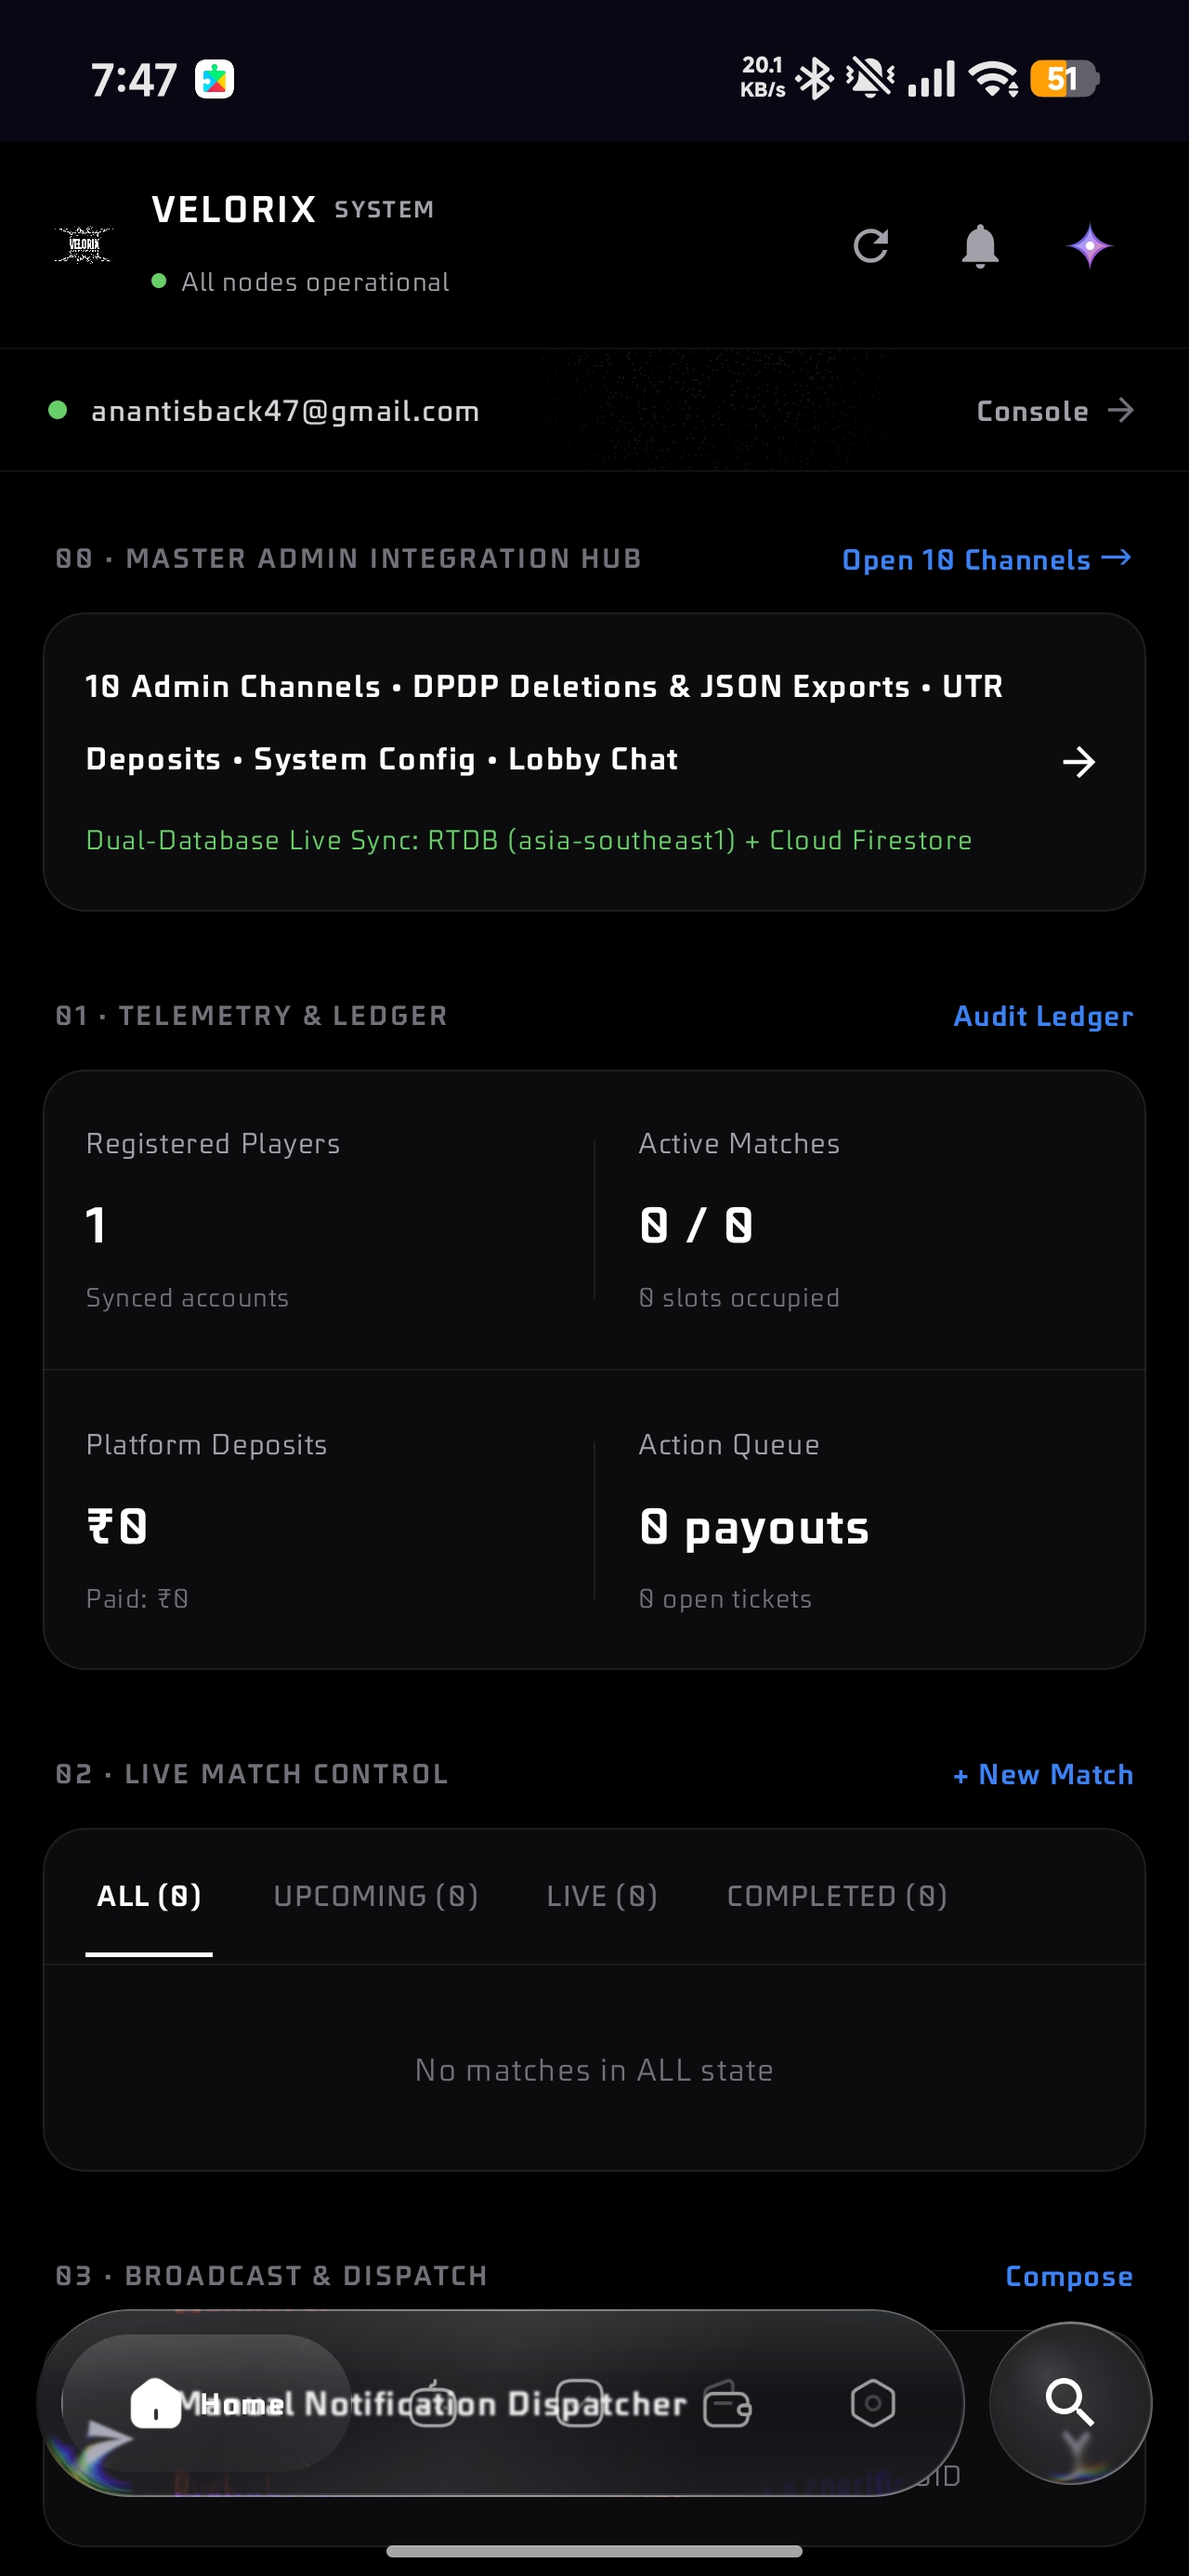 7:47
20.1
KB/s
51
VELORIX SYSTEM
VELORIX
All nodes operational
anantisback47@gmail.com
Console →
00 · MASTER ADMIN INTEGRATION HUB
Open 10 Channels →
10 Admin Channels • DPDP Deletions & JSON Exports • UTR
Deposits • System Config • Lobby Chat
Dual-Database Live Sync: RTDB (asia-southeast1) + Cloud Firestore
01 · TELEMETRY & LEDGER
Audit Ledger
Registered Players
1
Synced accounts
Active Matches
0 / 0
0 slots occupied
Platform Deposits
₹0
Paid: ₹0
Action Queue
0 payouts
0 open tickets
02 · LIVE MATCH CONTROL
+ New Match
ALL (0)
UPCOMING (0)
LIVE (0)
COMPLETED (0)
No matches in ALL state
03 · BROADCAST & DISPATCH
Compose
Home
Manual Notification Dispatcher